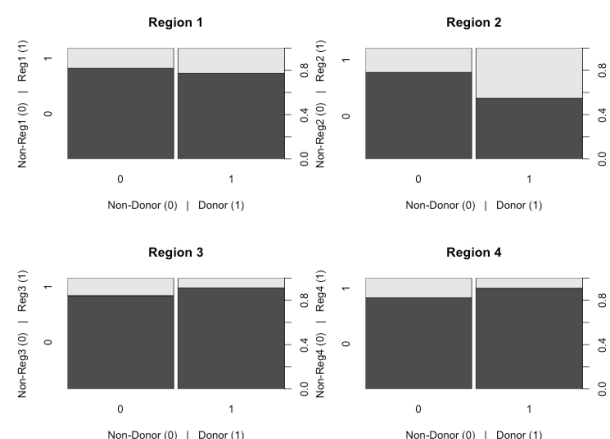 Region 1
Non-Reg1 (0) | Reg1 (1)
1
0
0.8
0.4
0.0
0 1
Non-Donor (0) | Donor (1)
Region 2
Non-Reg2 (0) | Reg2 (1)
1
0
0.8
0.4
0.0
0 1
Non-Donor (0) | Donor (1)
Region 3
Non-Reg3 (0) | Reg3 (1)
1
0
0.8
0.4
0.0
0 1
Non-Donor (0) | Donor (1)
Region 4
Non-Reg4 (0) | Reg4 (1)
1
0
0.8
0.4
0.0
0 1
Non-Donor (0) | Donor (1)